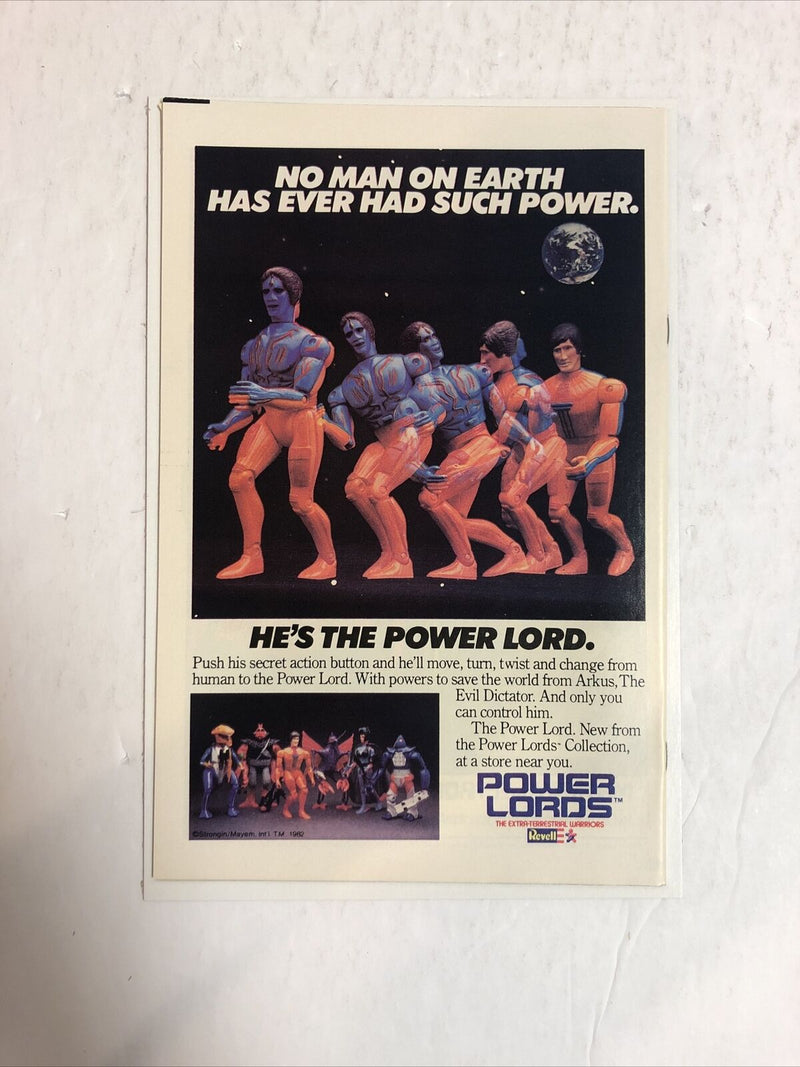 NO MAN ON EARTH
HAS EVER HAD SUCH POWER.
HE'S THE POWER LORD.
Push his secret action button and he'll move, turn, twist and change from
human to the Power Lord. With powers to save the world from Arkus, The
Evil Dictator. And only you
can control him.
The Power Lord. New from
the Power Lords™ Collection,
at a store near you.
POWER
LORDS™
THE EXTRA-TERRESTRIAL WARRIORS
Revell
©Strongin/Mayem, Int'l T.M. 1982